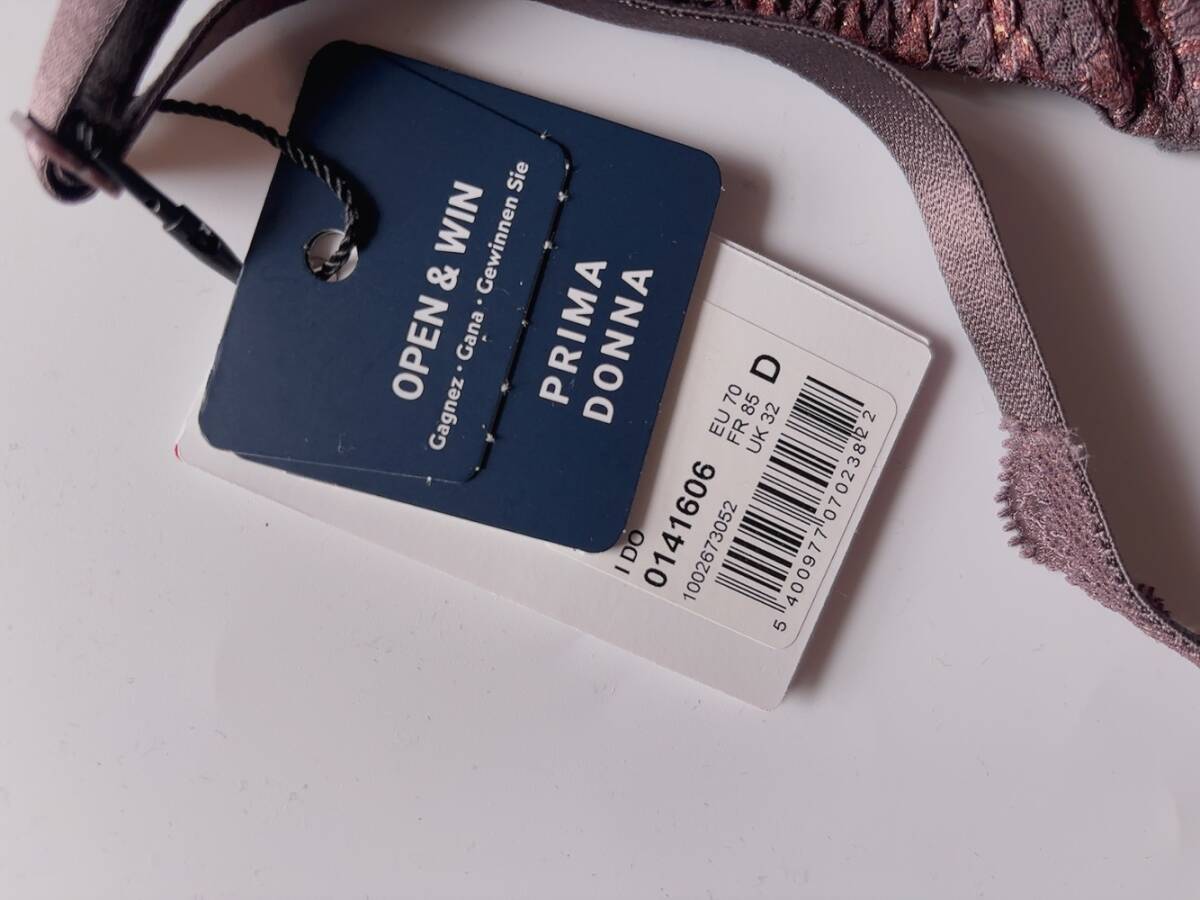 OPEN & WIN
Gagnez · Gana · Gewinnen Sie
PRIMA
DONNA
I DO
0141606
1002673052
EU 70
FR 85
UK 32
D
5 400977 070238 22